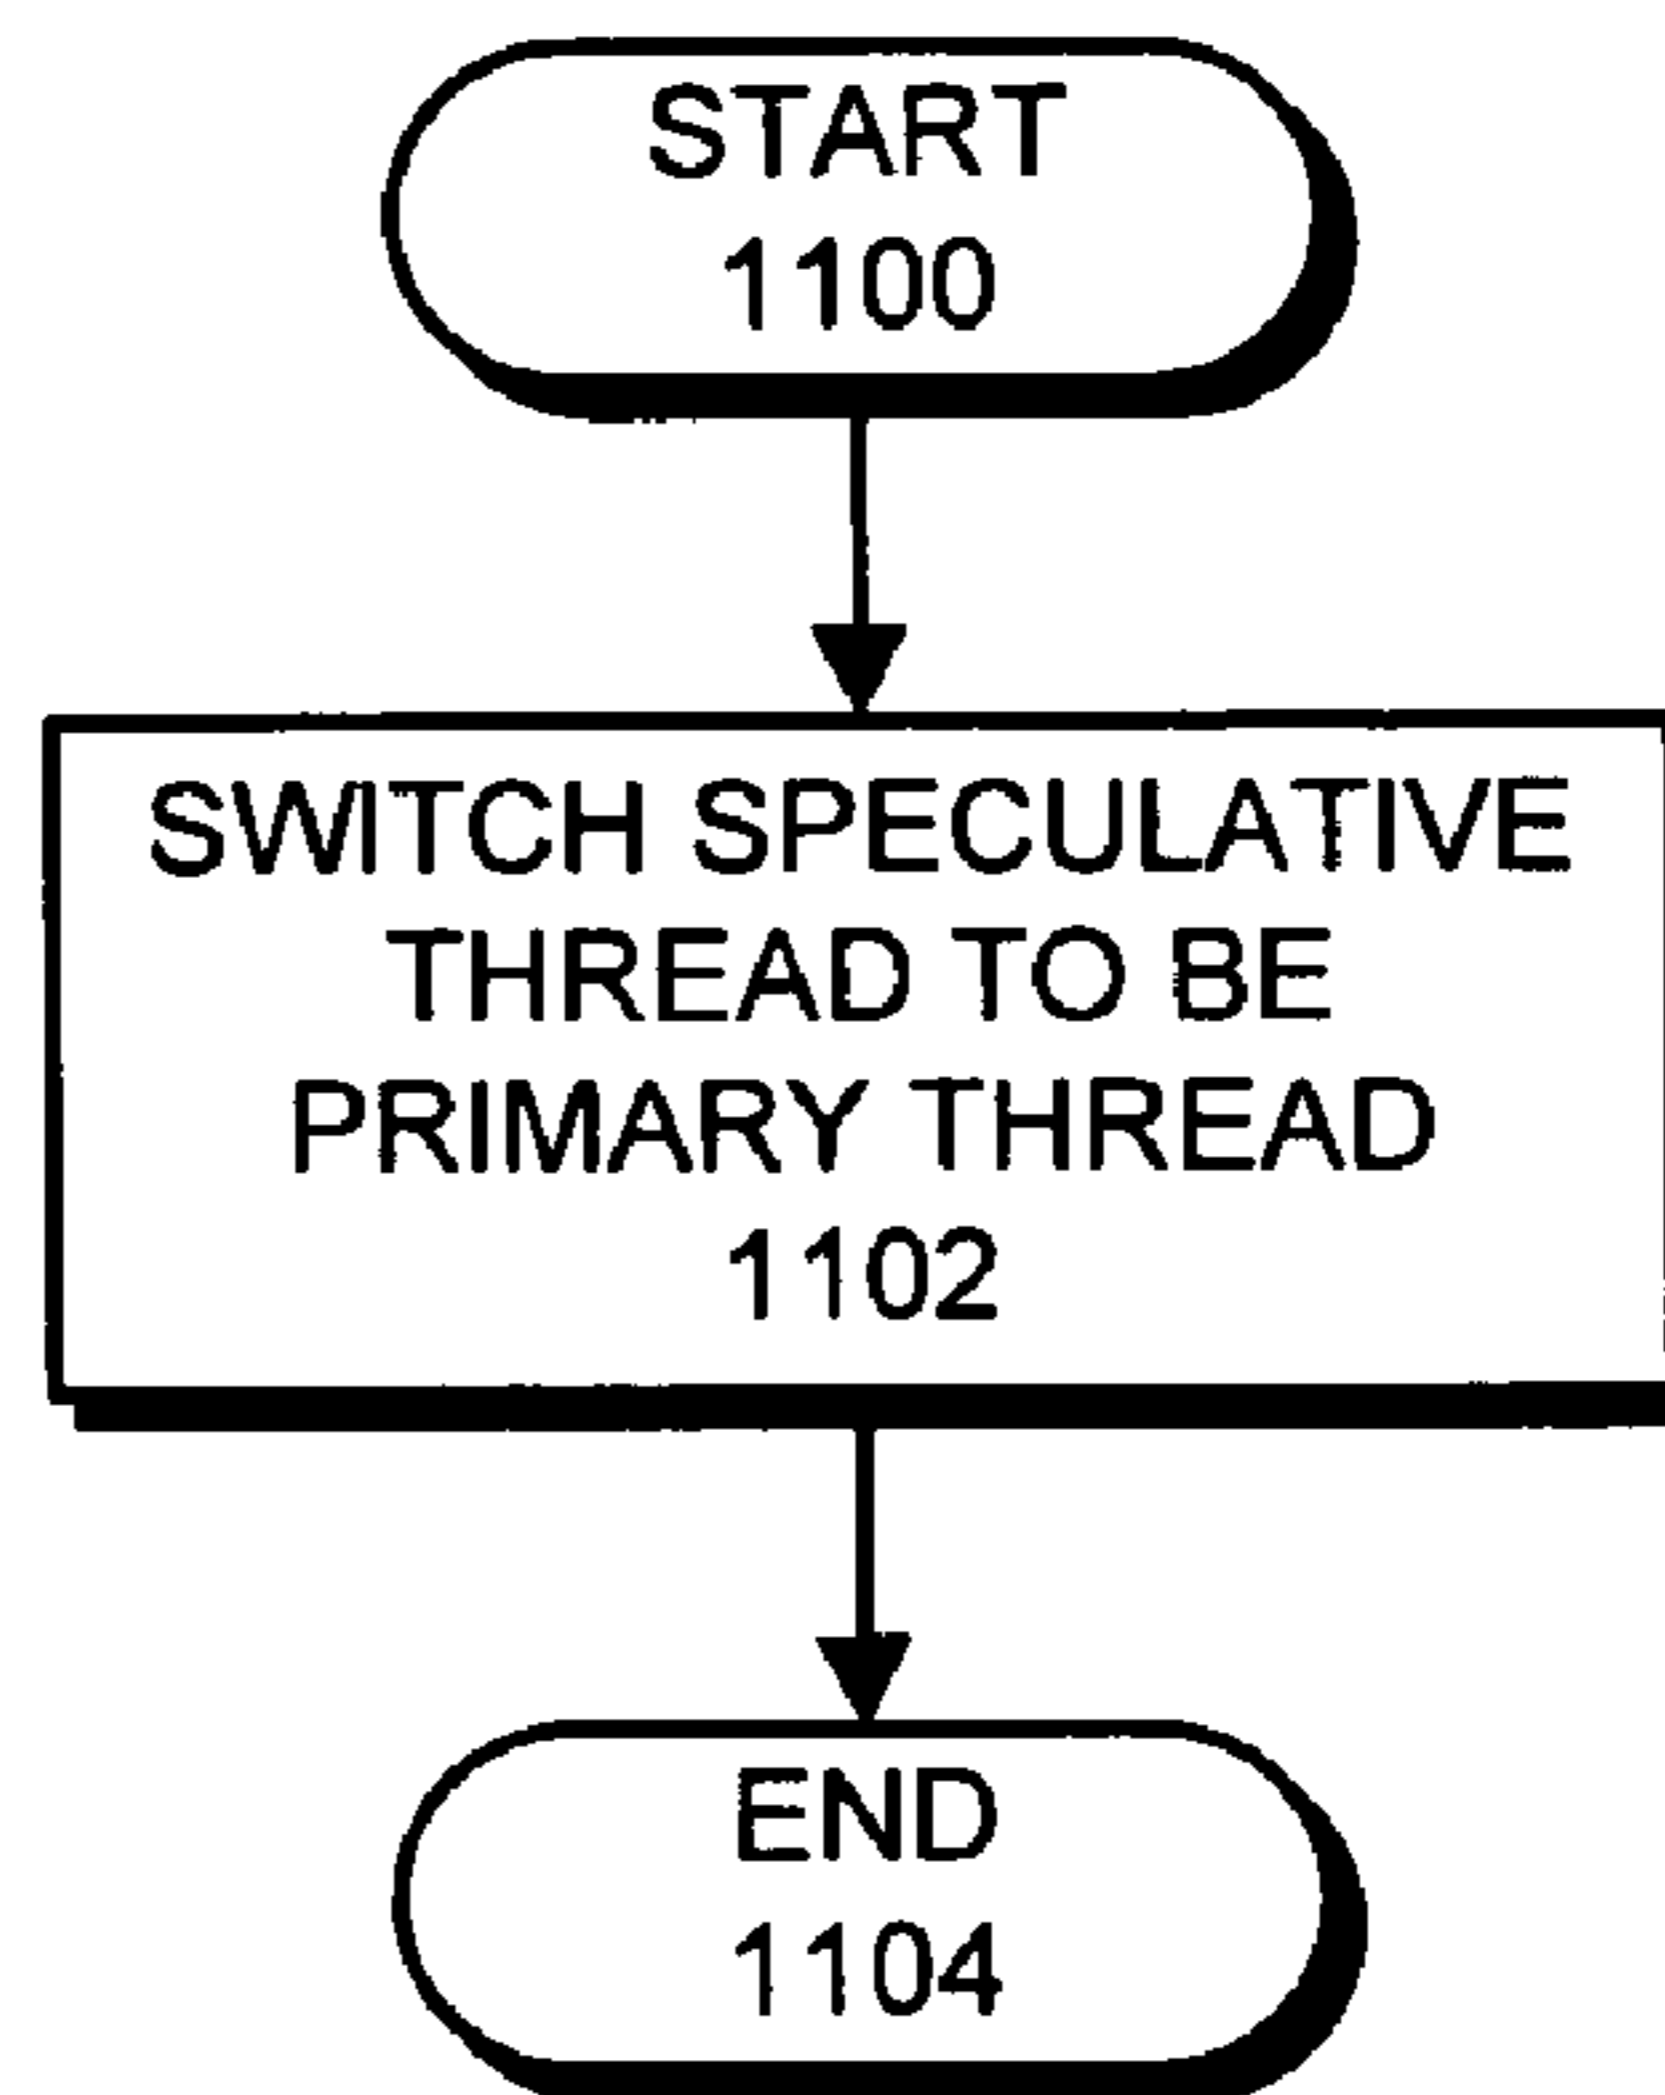 START
1100
SWITCH SPECULATIVE
THREAD TO BE
PRIMARY THREAD
1102
END
1104